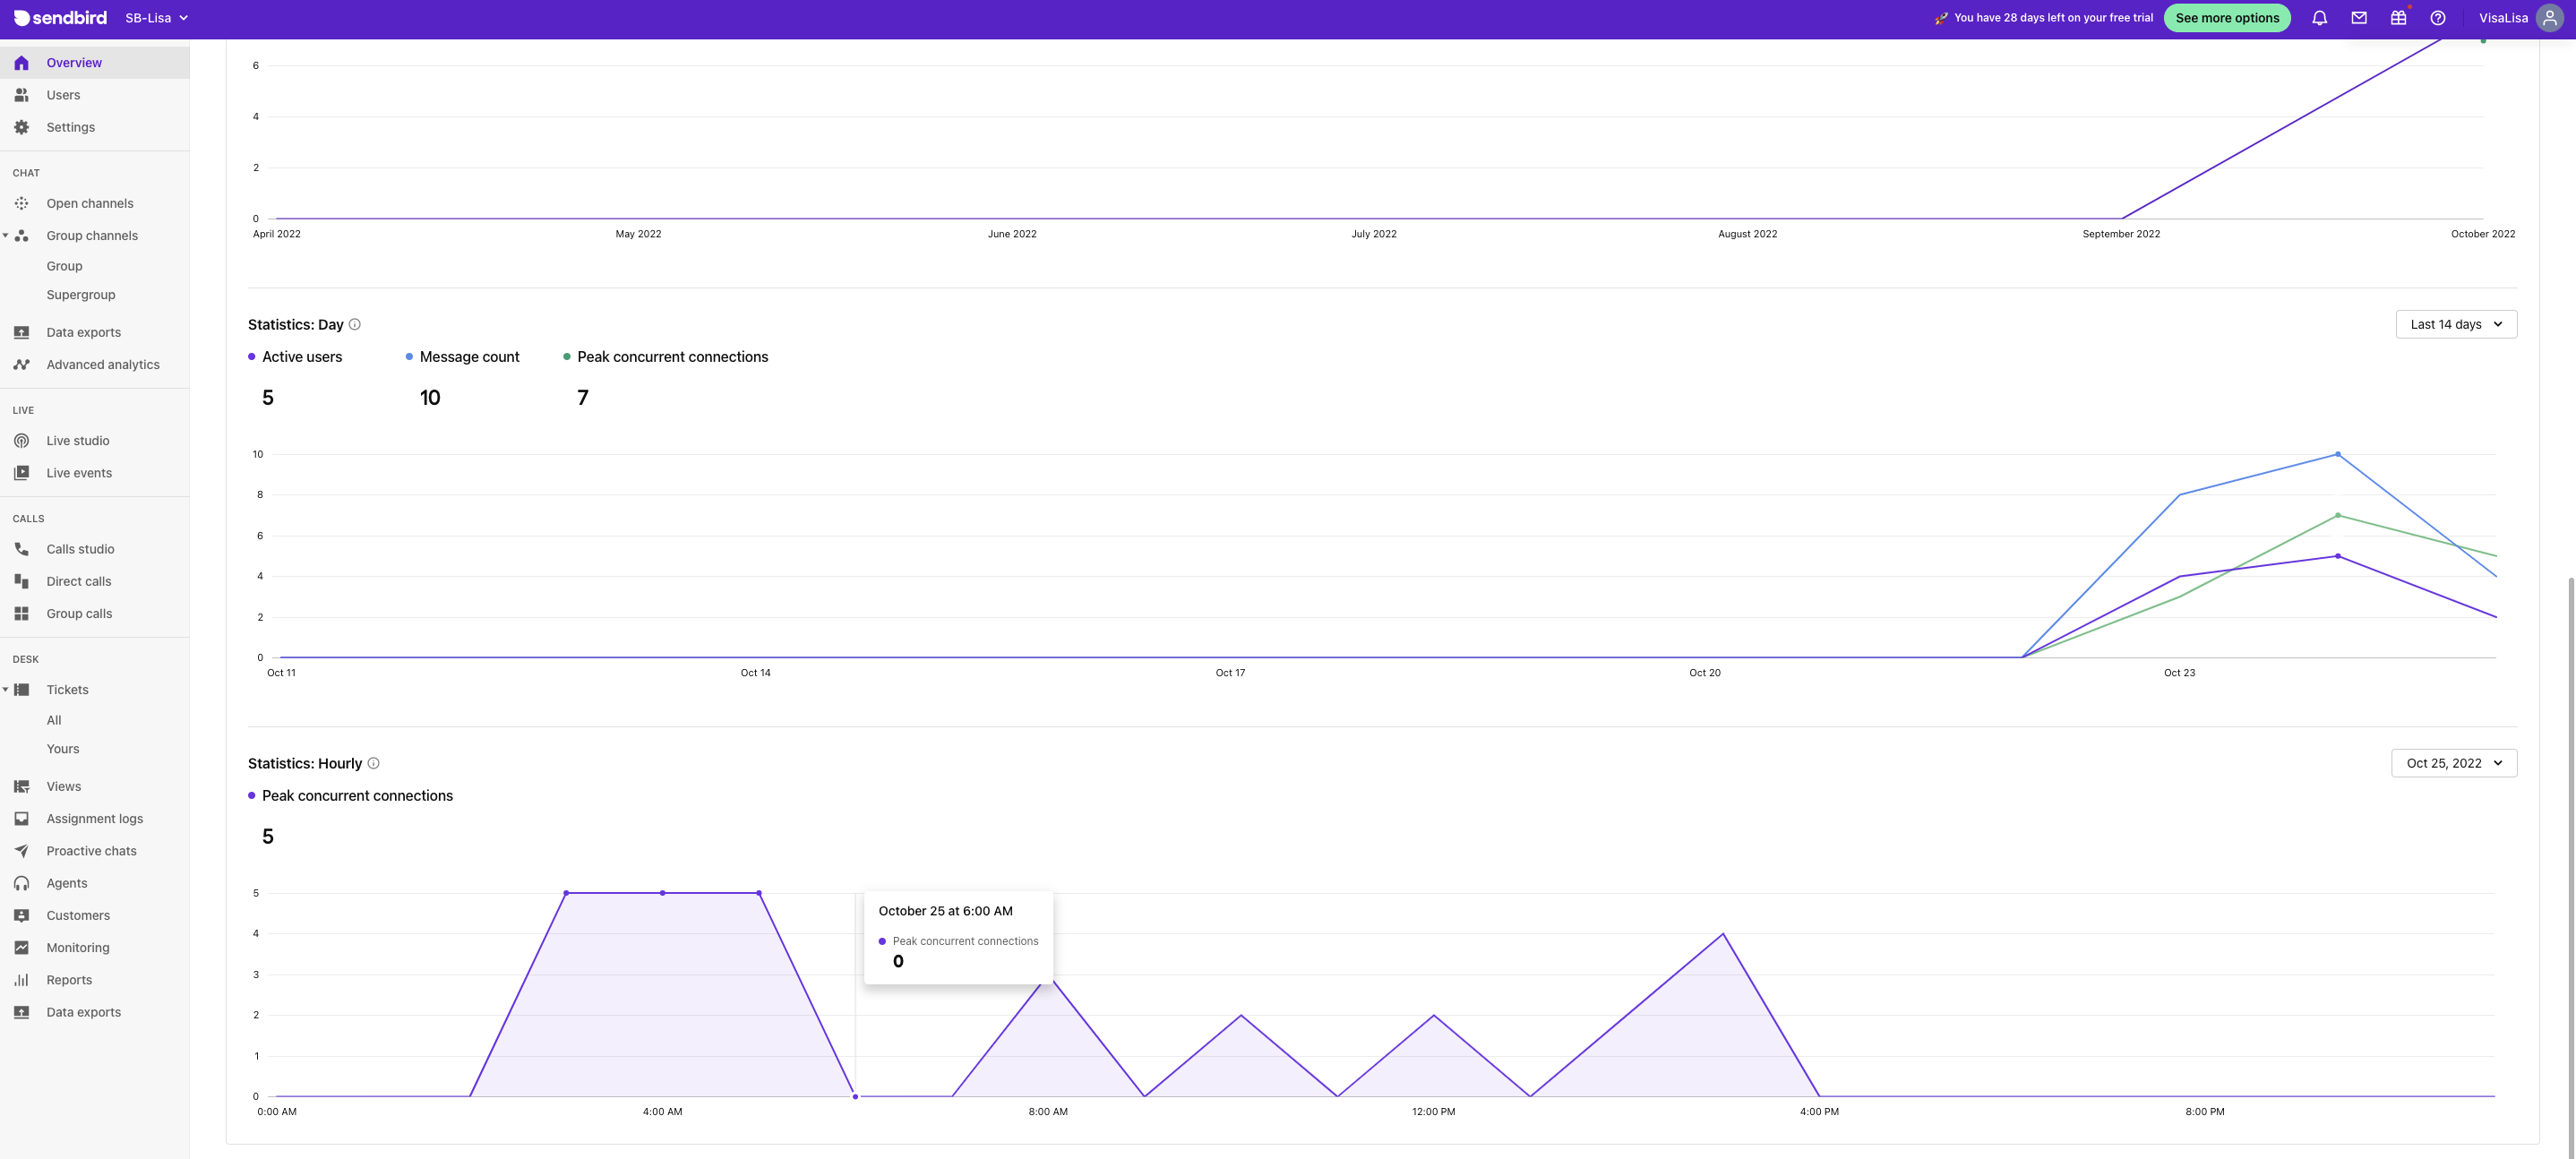 sendbird SB-Lisa You have 28 days left on your free trial See more options VisaLisa
Overview
Users
Settings
CHAT
Open channels
Group channels
Group
Supergroup
Data exports
Advanced analytics
LIVE
Live studio
Live events
CALLS
Calls studio
Direct calls
Group calls
DESK
Tickets
All
Yours
Views
Assignment logs
Proactive chats
Agents
Customers
Monitoring
Reports
Data exports
6
4
2
0
April 2022 May 2022 June 2022 July 2022 August 2022 September 2022 October 2022
Statistics: Day Last 14 days
Active users Message count Peak concurrent connections
5 10 7
10
8
6
4
2
0
Oct 11 Oct 14 Oct 17 Oct 20 Oct 23
Statistics: Hourly Oct 25, 2022
Peak concurrent connections
5
5
4
3
2
1
0
October 25 at 6:00 AM
Peak concurrent connections
0
0:00 AM 4:00 AM 8:00 AM 12:00 PM 4:00 PM 8:00 PM